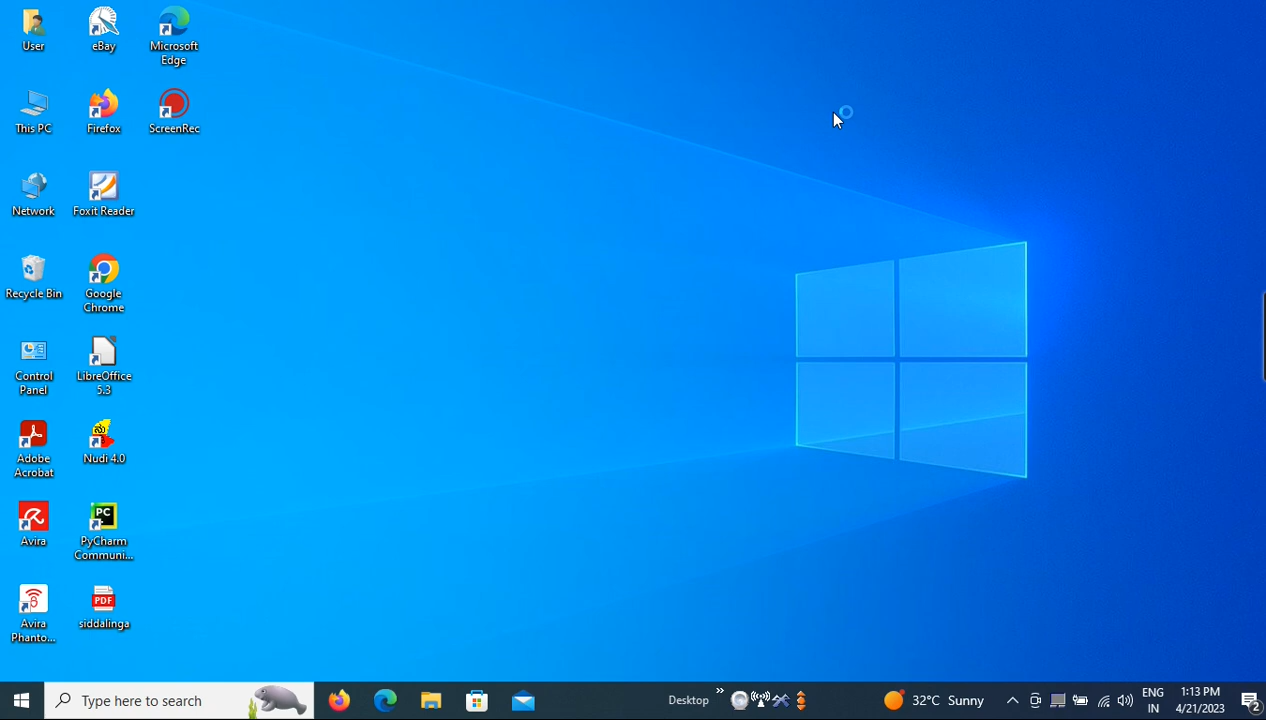 User
eBay
Microsoft
Edge
This PC
Firefox
ScreenRec
Network
Foxit Reader
Recycle Bin
Google
Chrome
Control
Panel
LibreOffice
5.3
Adobe
Acrobat
Nudi 4.0
Avira
PyCharm
Communi...
Avira
Phanto...
PDF
siddalinga
Type here to search
Desktop
32°C Sunny
ENG
IN
1:13 PM
4/21/2023
2